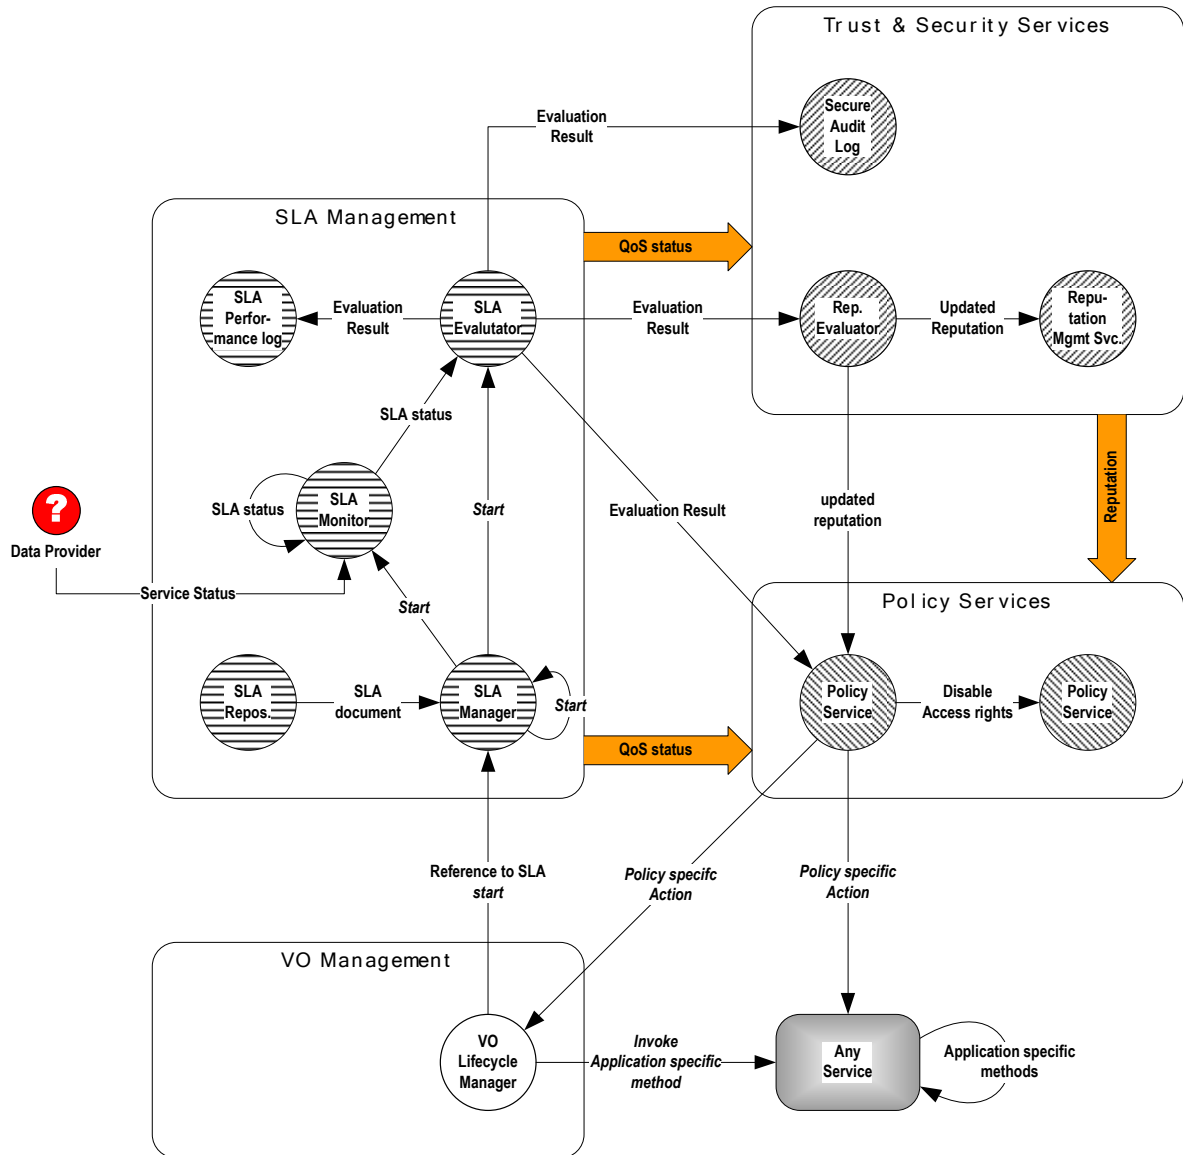 Trust & Security Services
Secure
Audit
Log
Evaluation
Result
SLA Management
QoS status
SLA
Perfor-
mance log
Evaluation
Result
SLA
Evalutator
Evaluation
Result
Rep.
Evaluator
Updated
Reputation
Repu-
tation
Mgmt Svc.
SLA status
Reputation
?
Data Provider
SLA status
SLA
Monitor
Start
Evaluation Result
updated
reputation
Service Status
Start
Policy Services
SLA
Repos.
SLA
document
SLA
Manager
Start
Policy
Service
Disable
Access rights
Policy
Service
QoS status
Reference to SLA
start
Policy specifc
Action
Policy specific
Action
VO Management
VO
Lifecycle
Manager
Invoke
Application specific
method
Any
Service
Application specific
methods